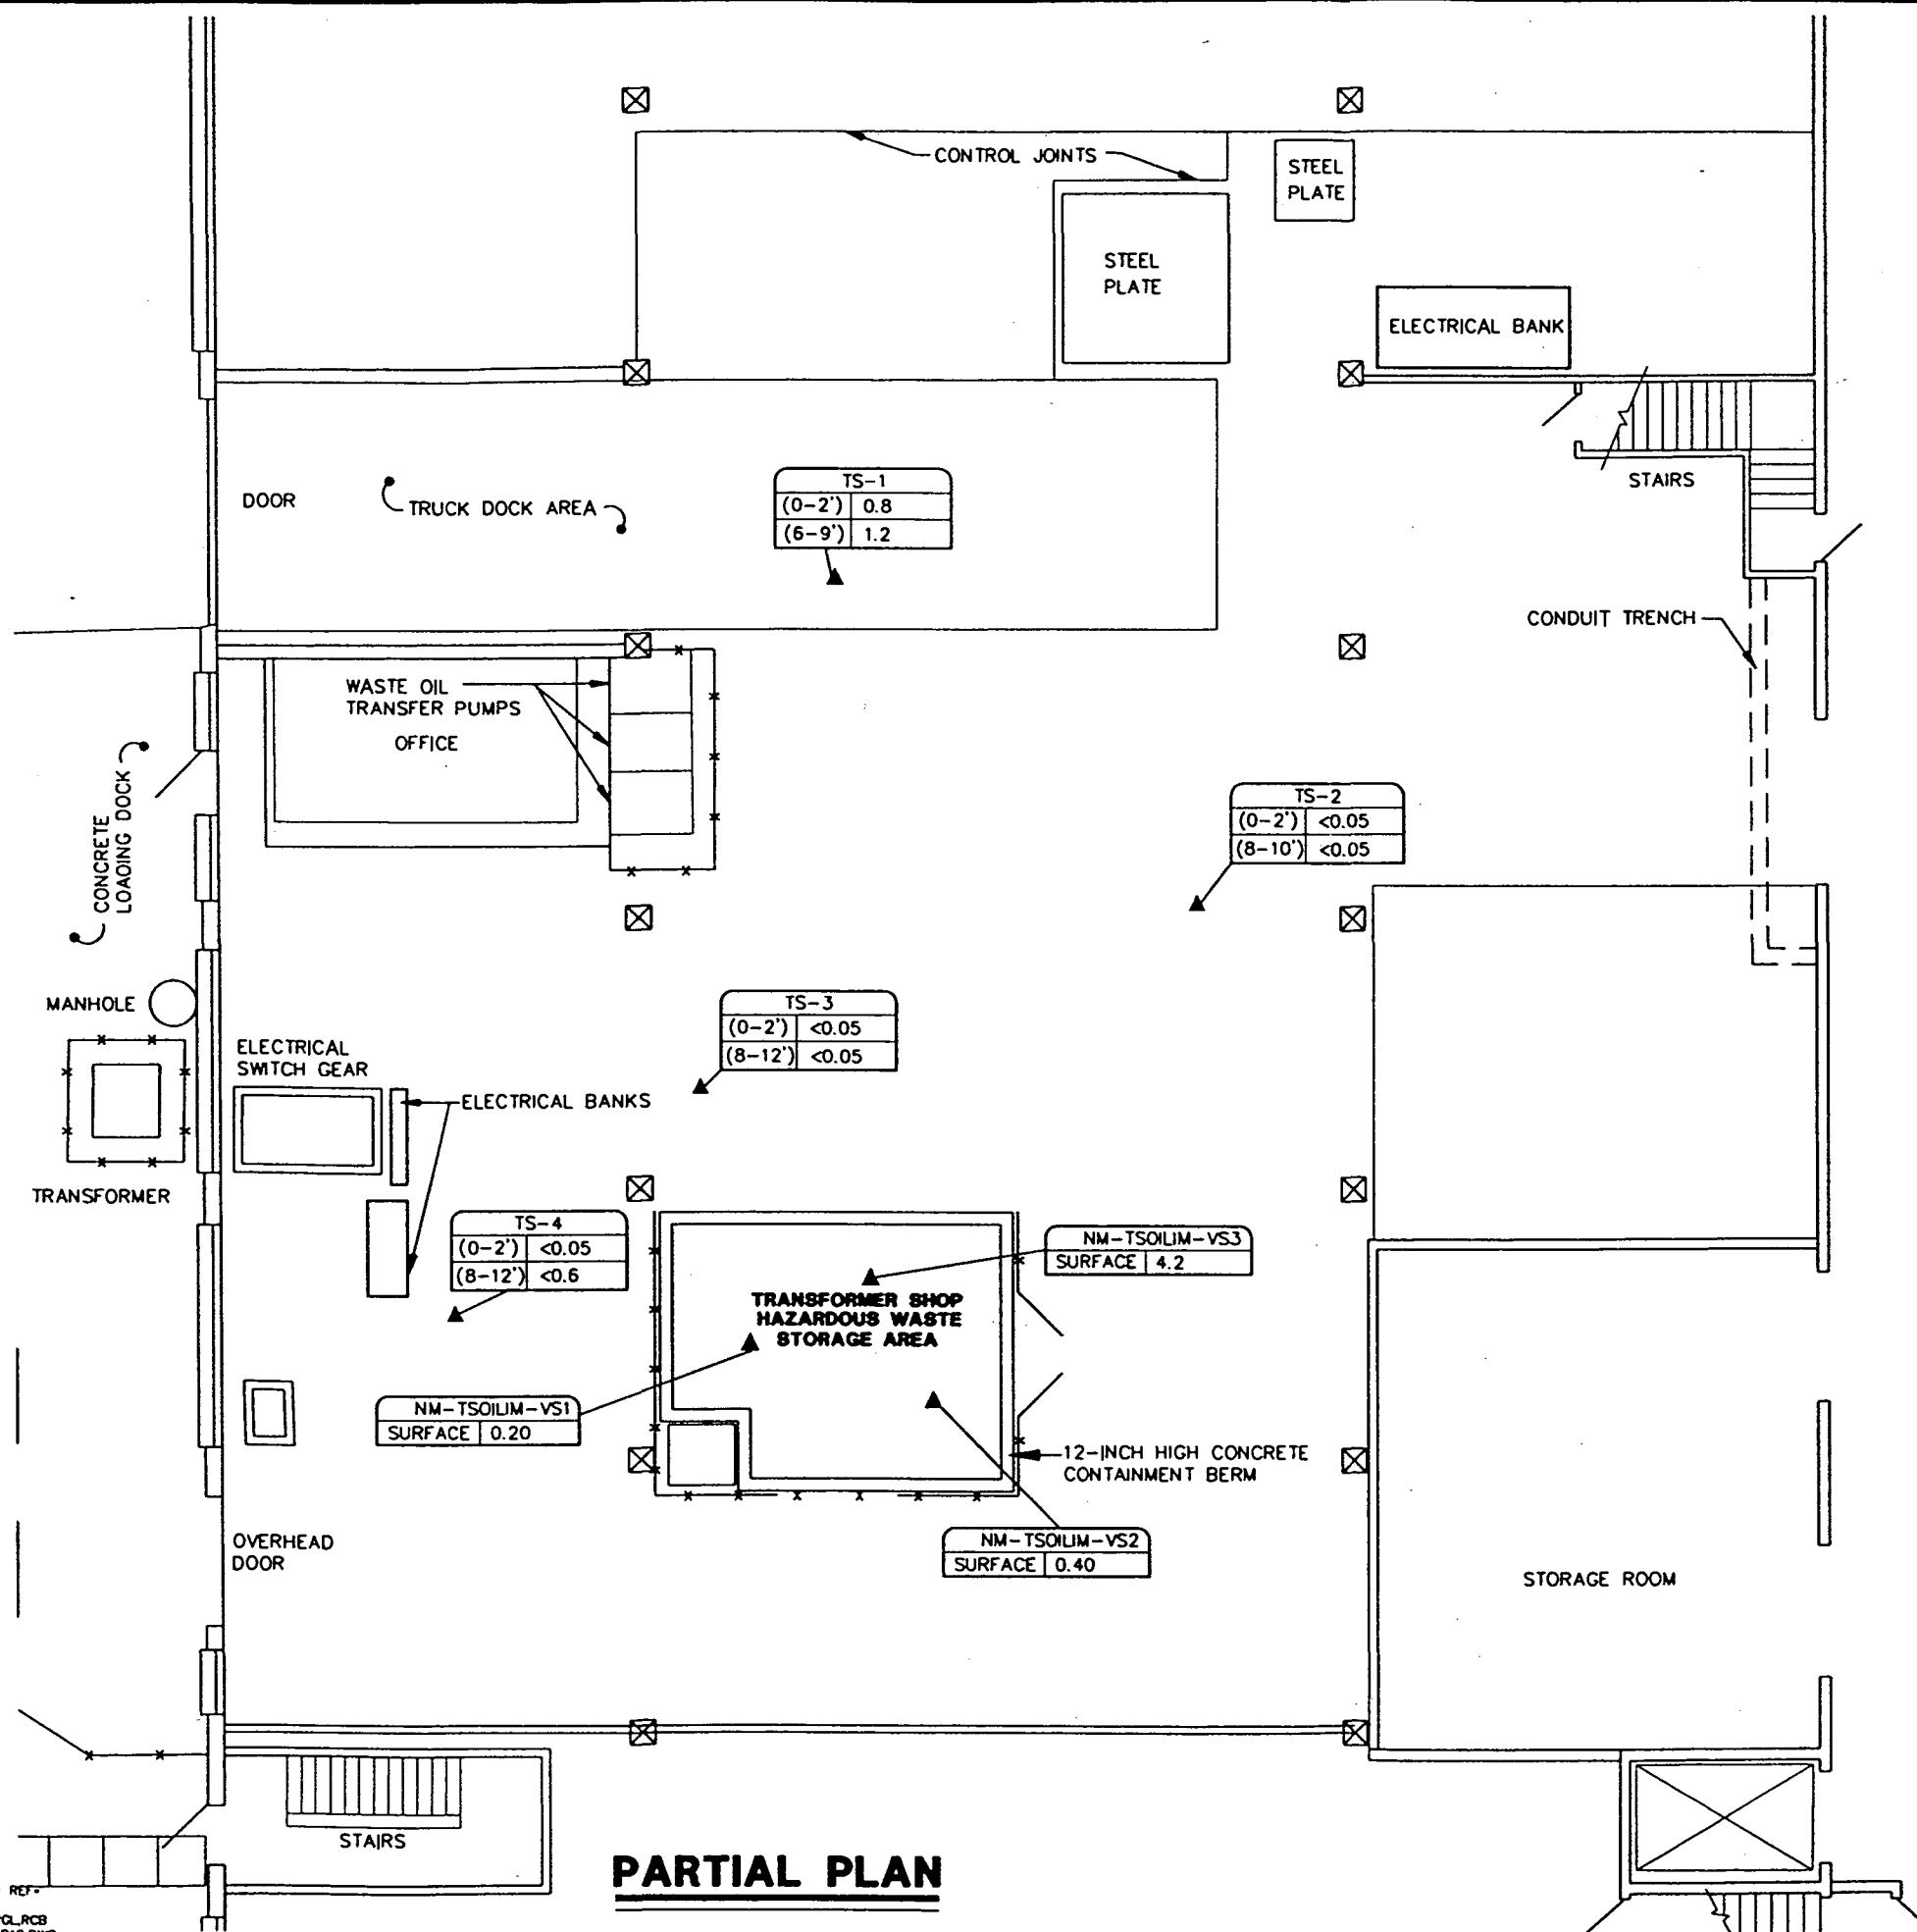 CONTROL JOINTS
STEEL
PLATE
STEEL
PLATE
ELECTRICAL BANK
TS-1
(0-2') 0.8
(6-9') 1.2
DOOR
TRUCK DOCK AREA
STAIRS
CONDUIT TRENCH
WASTE OIL
TRANSFER PUMPS
OFFICE
CONCRETE
LOADING DOCK
TS-2
(0-2') <0.05
(8-10') <0.05
MANHOLE
TS-3
(0-2') <0.05
(8-12') <0.05
ELECTRICAL
SWITCH GEAR
ELECTRICAL BANKS
TRANSFORMER
TS-4
(0-2') <0.05
(8-12') <0.6
NM-TSOILIM-VS3
SURFACE 4.2
TRANSFORMER SHOP
HAZARDOUS WASTE
STORAGE AREA
NM-TSOILIM-VS1
SURFACE 0.20
12-INCH HIGH CONCRETE
CONTAINMENT BERM
OVERHEAD
DOOR
NM-TSOILIM-VS2
SURFACE 0.40
STORAGE ROOM
STAIRS
PARTIAL PLAN
REF-